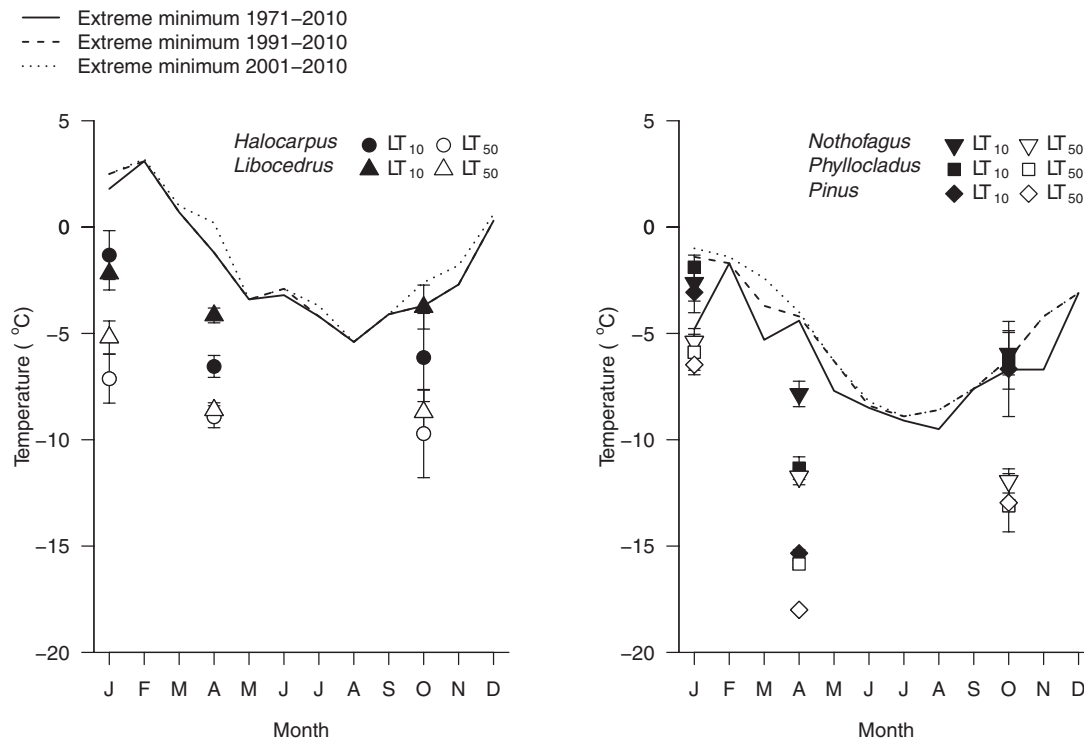 Extreme minimum 1971−2010
Extreme minimum 1991−2010
Extreme minimum 2001−2010
Halocarpus LT10 LT50
Libocedrus LT10 LT50
5
0
−5
−10
−15
−20
Temperature ( °C)
J F M A M J J A S O N D
Month
Nothofagus LT10 LT50
Phyllocladus LT10 LT50
Pinus LT10 LT50
5
0
−5
−10
−15
−20
Temperature ( °C)
J F M A M J J A S O N D
Month